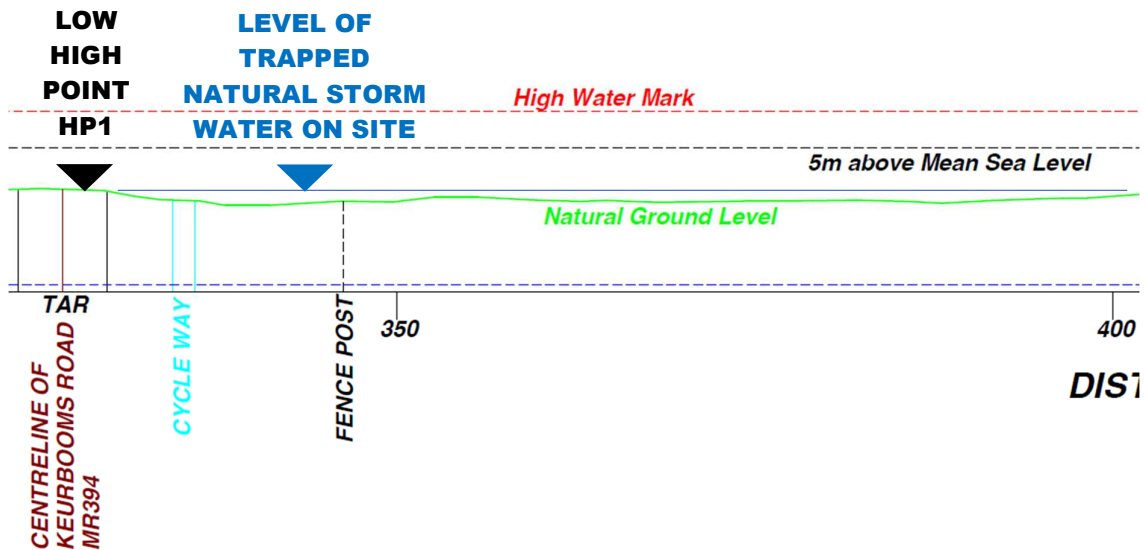 LOW
HIGH
POINT
HP1
LEVEL OF
TRAPPED
NATURAL STORM
WATER ON SITE
High Water Mark
5m above Mean Sea Level
Natural Ground Level
TAR
CENTRELINE OF
KEURBOOMS ROAD
MR394
CYCLE WAY
FENCE POST
350
400
DIST